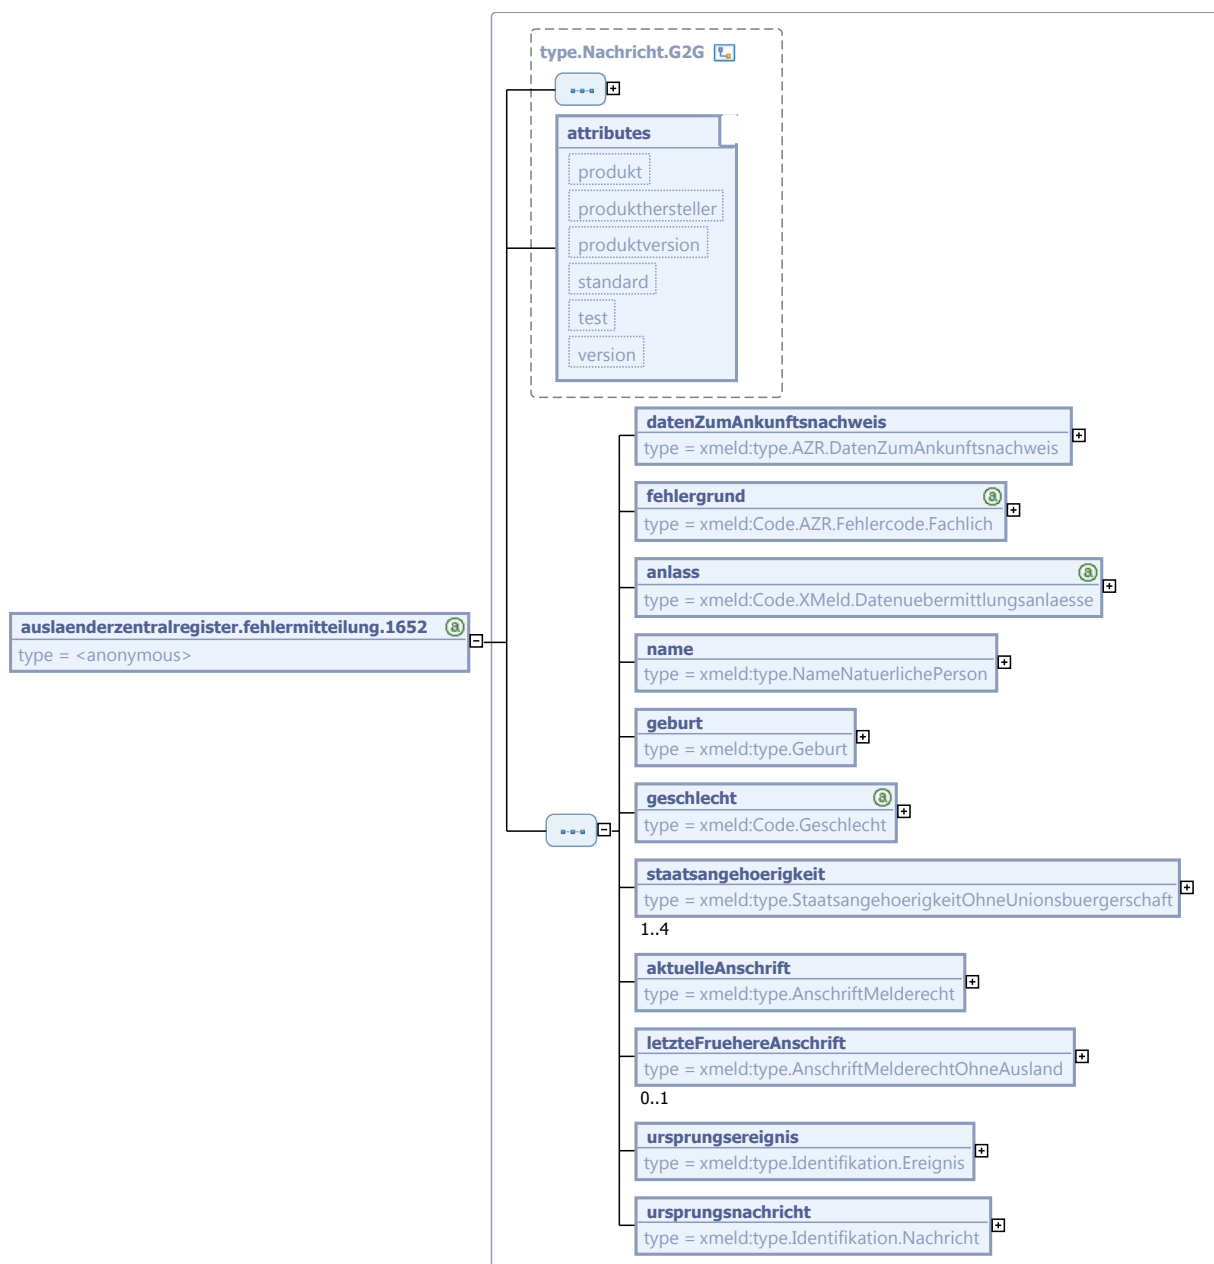 type.Nachricht.G2G
attributes
produkt
produkthersteller
produktversion
standard
test
version
datenZumAnkunftsnachweis
type = xmeld:type.AZR.DatenZumAnkunftsnachweis
fehlergrund
type = xmeld:Code.AZR.Fehlercode.Fachlich
anlass
type = xmeld:Code.XMeld.Datenuebermittlungsanlaesse
auslaenderzentralregister.fehlermitteilung.1652
type = <anonymous>
name
type = xmeld:type.NameNatuerlichePerson
geburt
type = xmeld:type.Geburt
geschlecht
type = xmeld:Code.Geschlecht
staatsangehoerigkeit
type = xmeld:type.StaatsangehoerigkeitOhneUnionsbuergerschaft
1..4
aktuelleAnschrift
type = xmeld:type.AnschriftMelderecht
letzteFruehereAnschrift
type = xmeld:type.AnschriftMelderechtOhneAusland
0..1
ursprungsereignis
type = xmeld:type.Identifikation.Ereignis
ursprungsnachricht
type = xmeld:type.Identifikation.Nachricht